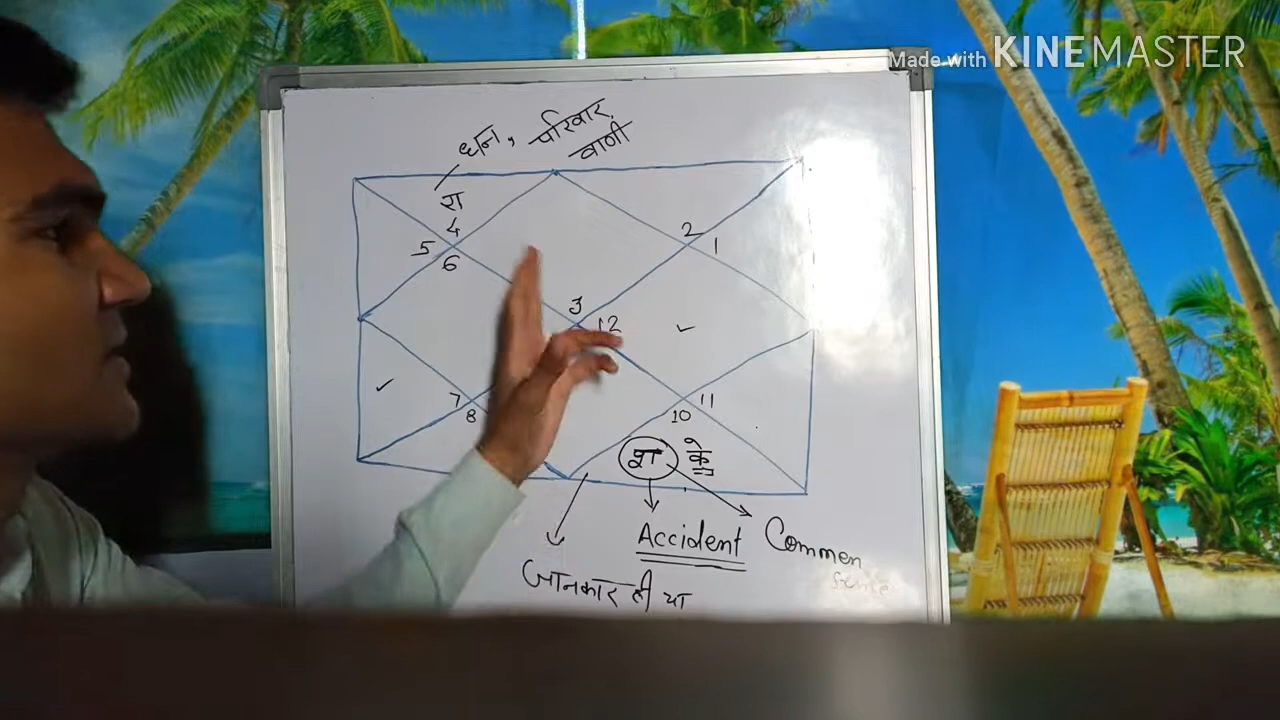 Made with KINEMASTER
धन, परिवार,
वाणी
रा
4
5
6
2
1
3
12
7
8
11
10
के
Accident
Commen
जानकार ही या